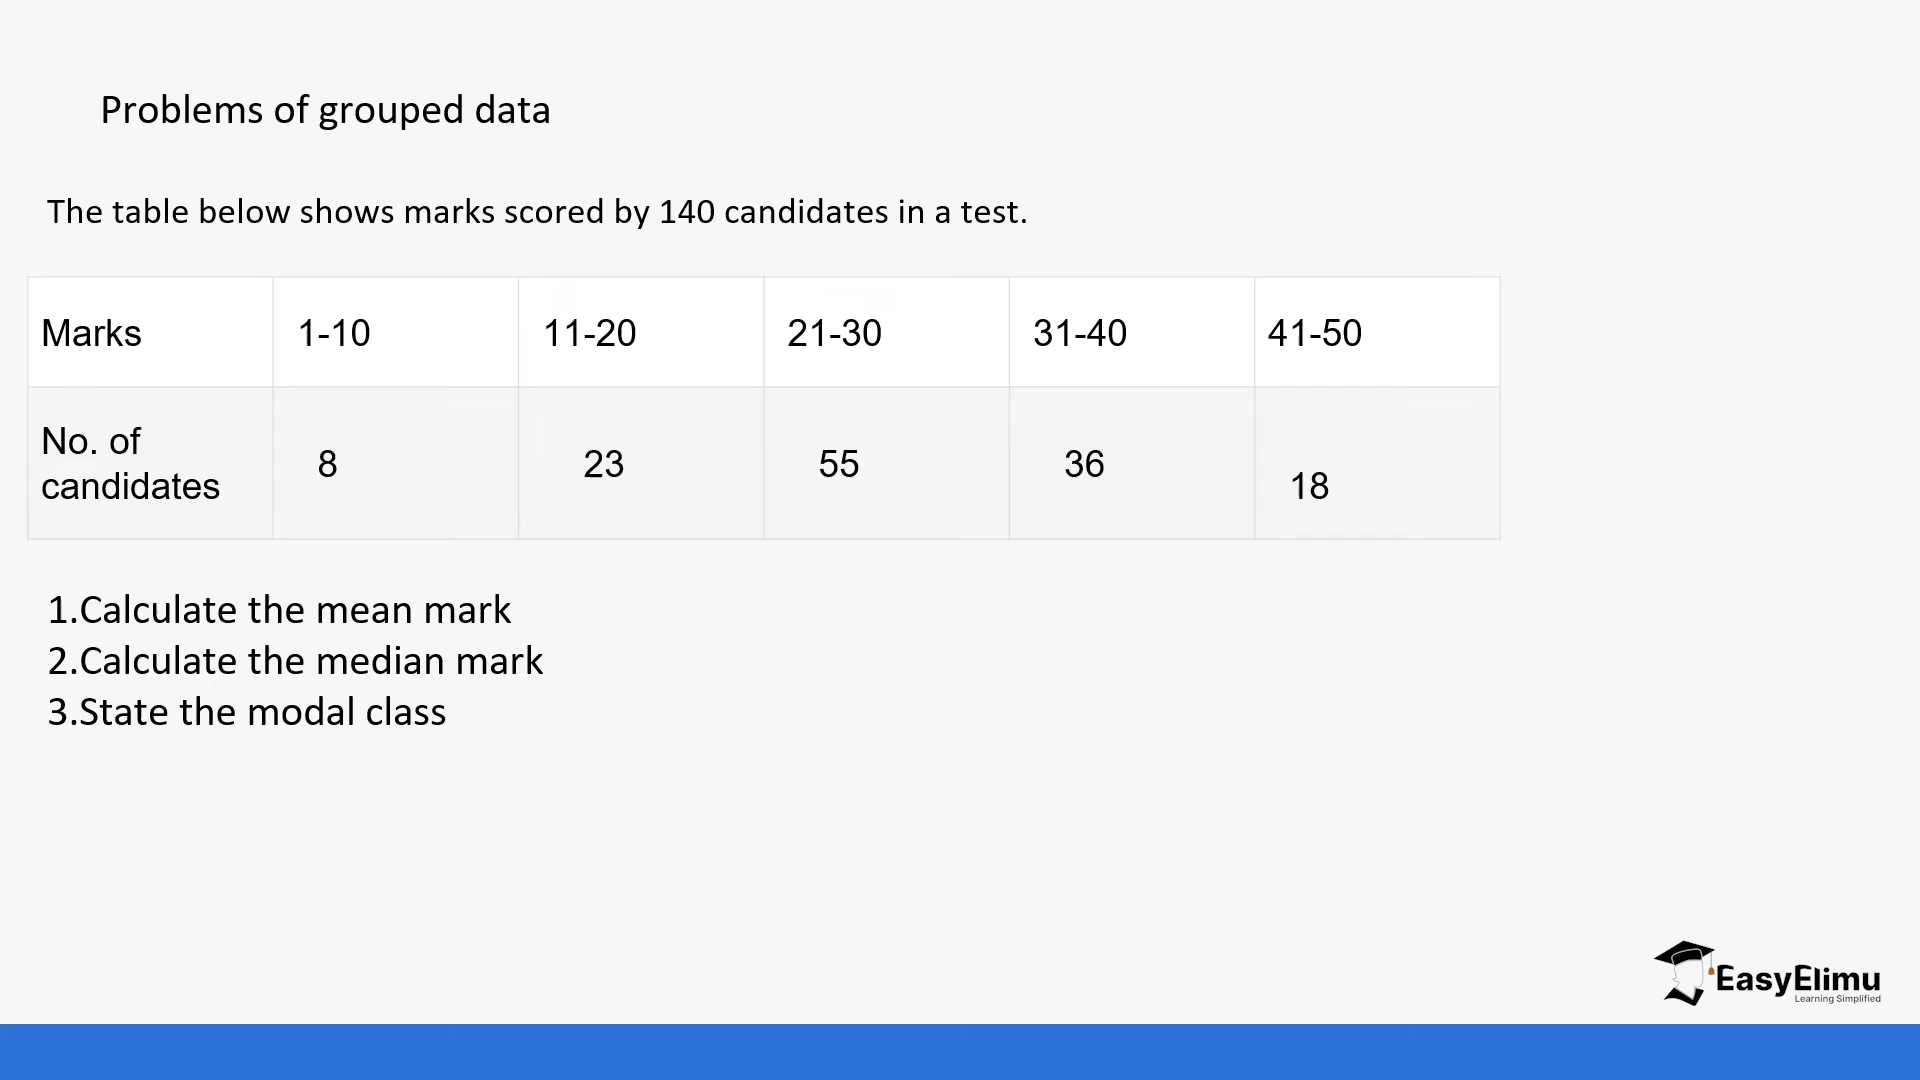 Problems of grouped data
The table below shows marks scored by 140 candidates in a test.
Marks 1-10 11-20 21-30 31-40 41-50
No. of
candidates 8 23 55 36 18
1.Calculate the mean mark
2.Calculate the median mark
3.State the modal class
EasyElimu
Learning Simplified